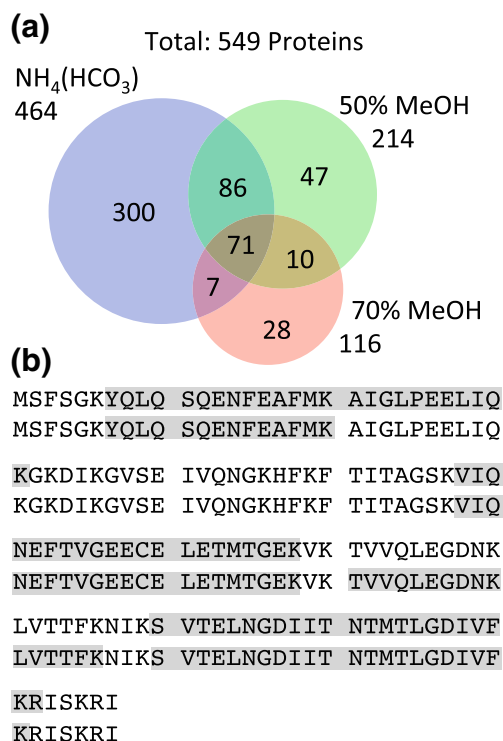 (a)
Total: 549 Proteins
NH4(HCO3)
464
50% MeOH
214
300
86
47
71
10
7
28
70% MeOH
116
(b)
MSFSGKYQLQ SQENFEAFMK AIGLPEELIQ
MSFSGKYQLQ SQENFEAFMK AIGLPEELIQ
KGKDIKGVSE IVQNGKHFKF TITAGSKVIQ
KGKDIKGVSE IVQNGKHFKF TITAGSKVIQ
NEFTVGEECE LETMTGEKVK TVVQLEGDNK
NEFTVGEECE LETMTGEKVK TVVQLEGDNK
LVTTFKNIKS VTELNGDIIT NTMTLGDIVF
LVTTFKNIKS VTELNGDIIT NTMTLGDIVF
KRISKRI
KRISKRI